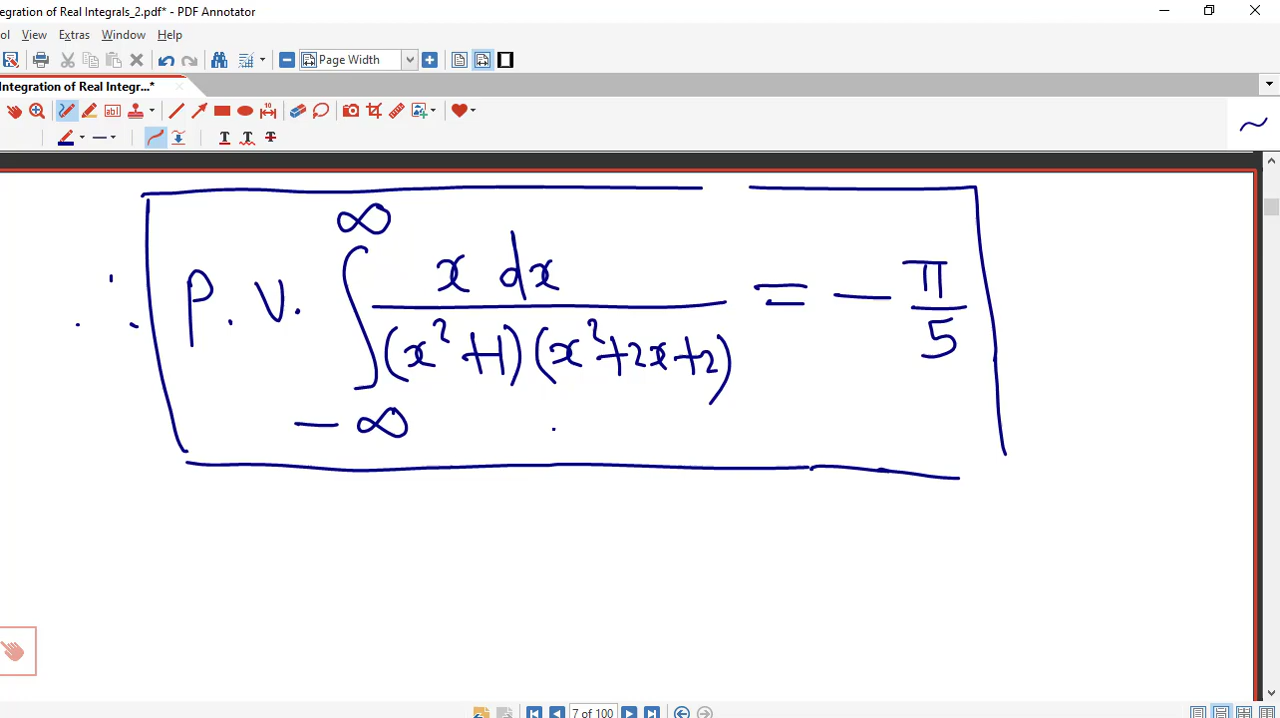 egration of Real Integrals_2.pdf* - PDF Annotator
ol View Extras Window Help
Page Width
Integration of Real Integr...*
∴ P.V. ∫_{-∞}^{∞} x dx / (x²+1)(x²+2x+2) = - π/5
7 of 100